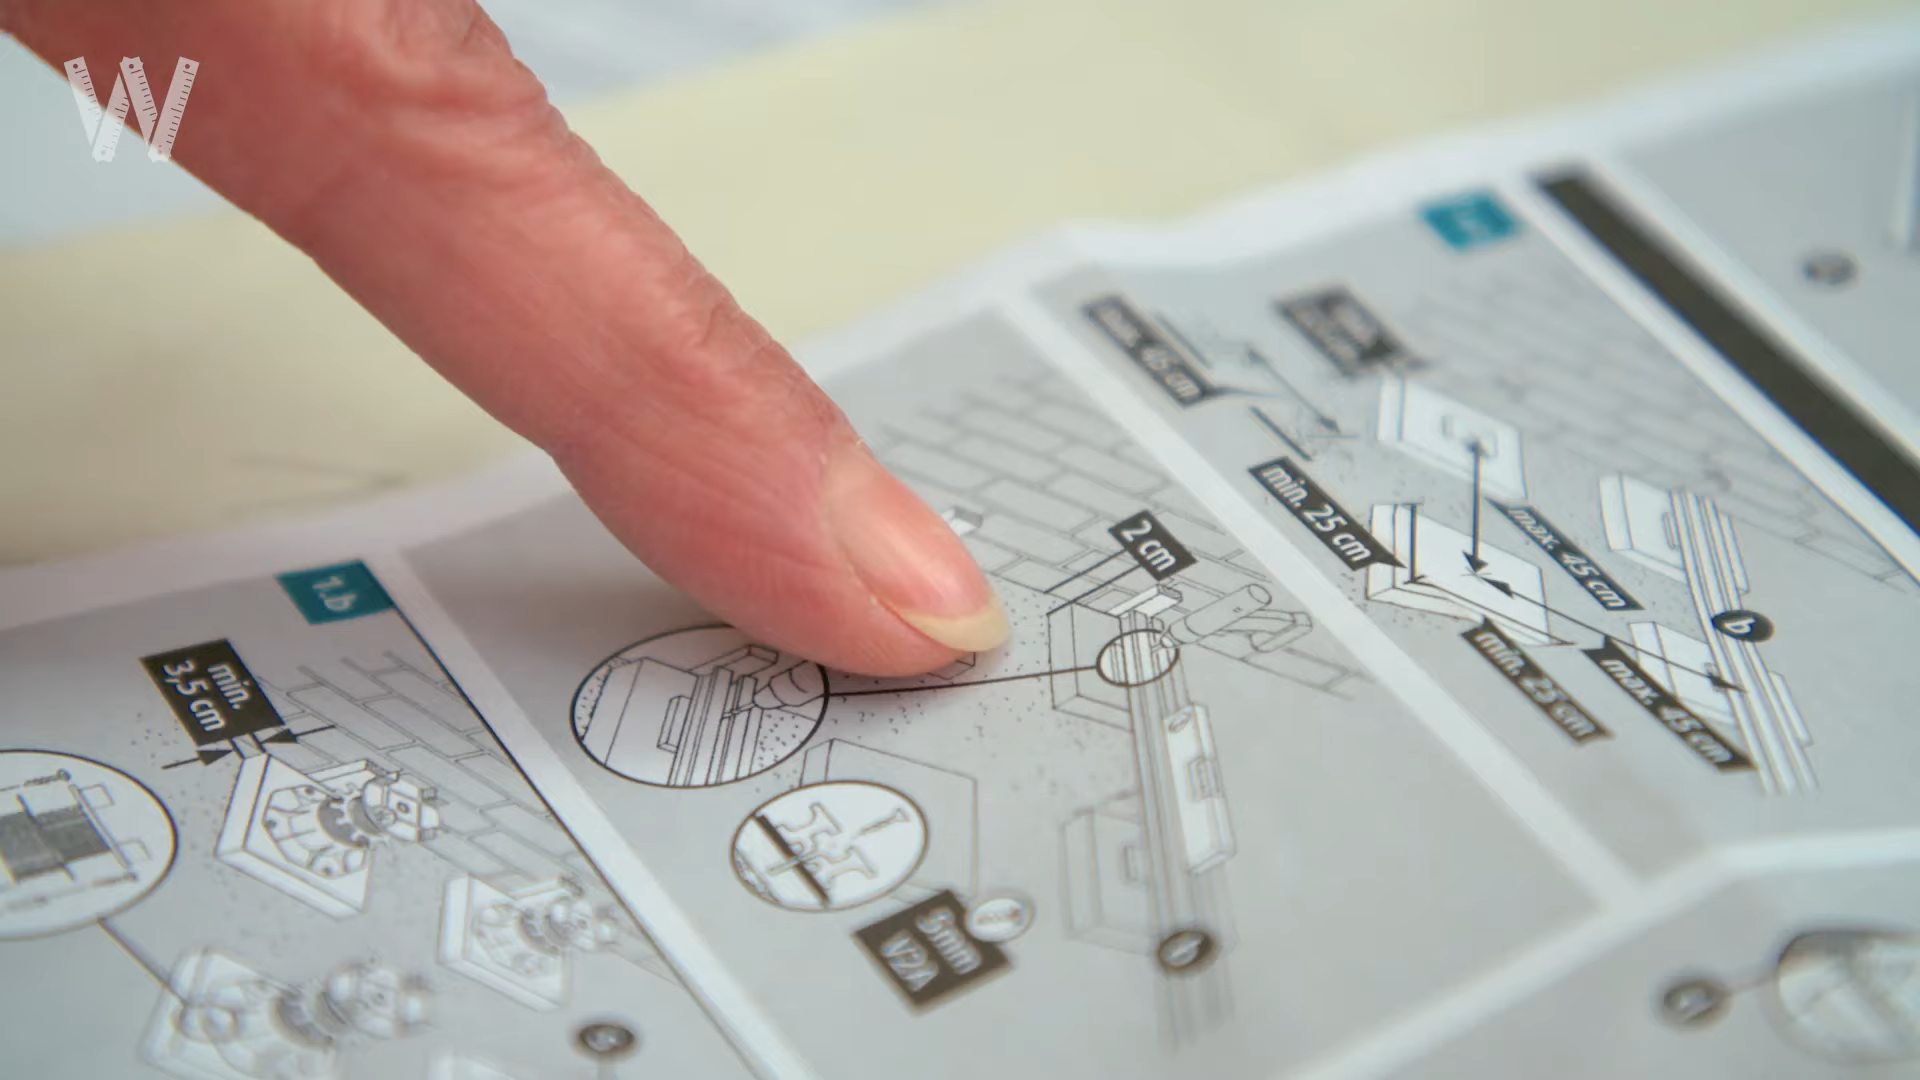 W
1.b
min.
3,5 cm
2 cm
5mm
V2A
b
max. 45 cm
min. 25 cm
max. 45 cm
b
min. 25 cm
max. 45 cm